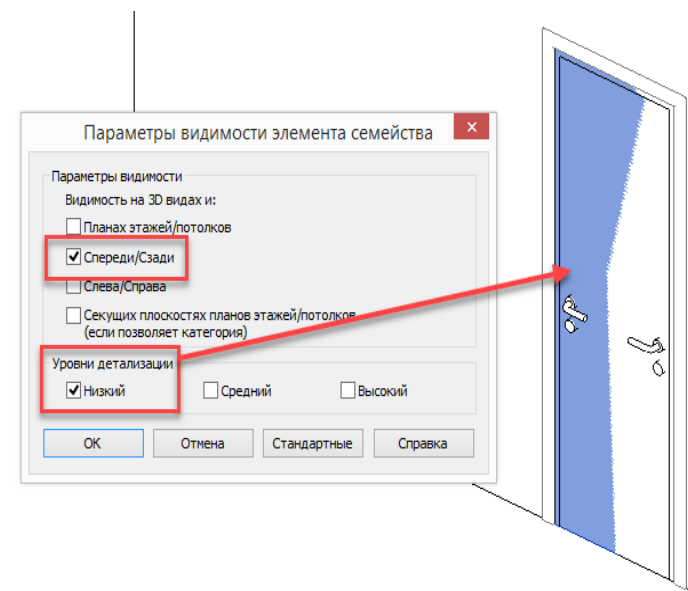 Параметры видимости элемента семейства
x
Параметры видимости
Видимость на 3D видах и:
Планах этажей/потолков
Спереди/Сзади
Слева/Справа
Секущих плоскостях планов этажей/потолков
(если позволяет категория)
Уровни детализации
Низкий Средний Высокий
ОК Отмена Стандартные Справка